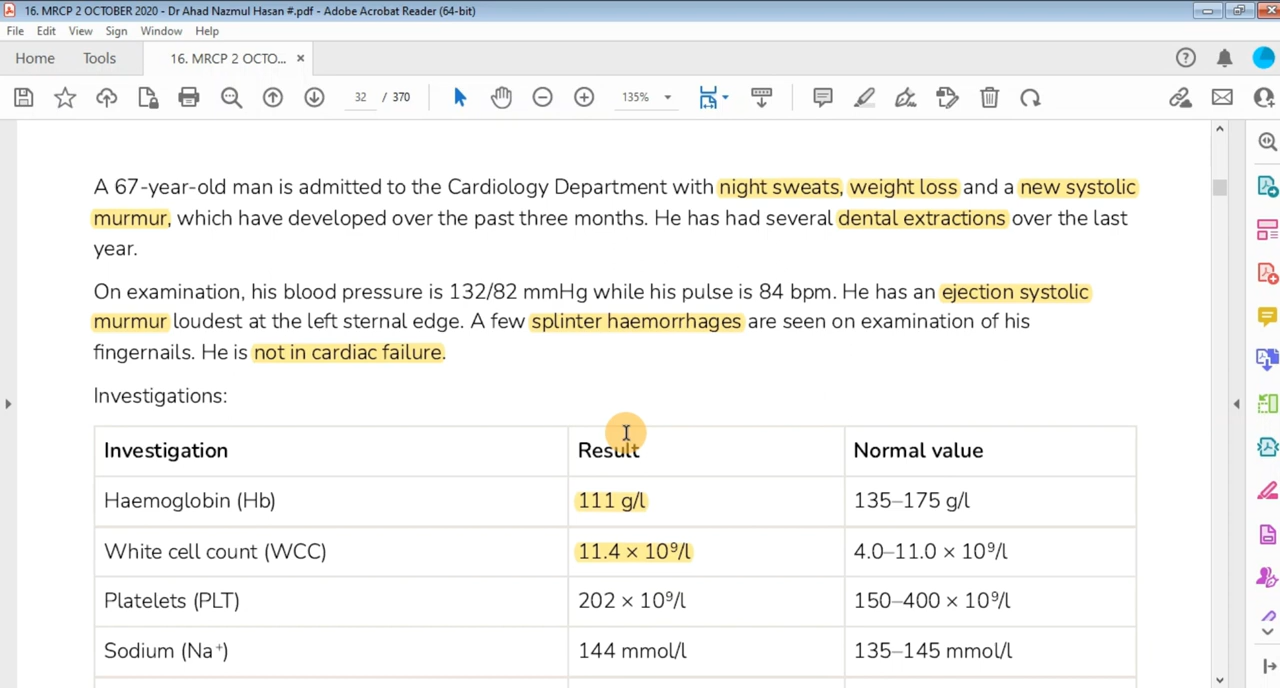 16. MRCP 2 OCTOBER 2020 - Dr Ahad Nazmul Hasan #.pdf - Adobe Acrobat Reader (64-bit)
File Edit View Sign Window Help
Home Tools 16. MRCP 2 OCTO... ×
32 / 370 135%
A 67-year-old man is admitted to the Cardiology Department with night sweats, weight loss and a new systolic
murmur, which have developed over the past three months. He has had several dental extractions over the last
year.
On examination, his blood pressure is 132/82 mmHg while his pulse is 84 bpm. He has an ejection systolic
murmur loudest at the left sternal edge. A few splinter haemorrhages are seen on examination of his
fingernails. He is not in cardiac failure.
Investigations:
Investigation Result Normal value
Haemoglobin (Hb) 111 g/l 135–175 g/l
White cell count (WCC) 11.4 × 10⁹/l 4.0–11.0 × 10⁹/l
Platelets (PLT) 202 × 10⁹/l 150–400 × 10⁹/l
Sodium (Na⁺) 144 mmol/l 135–145 mmol/l